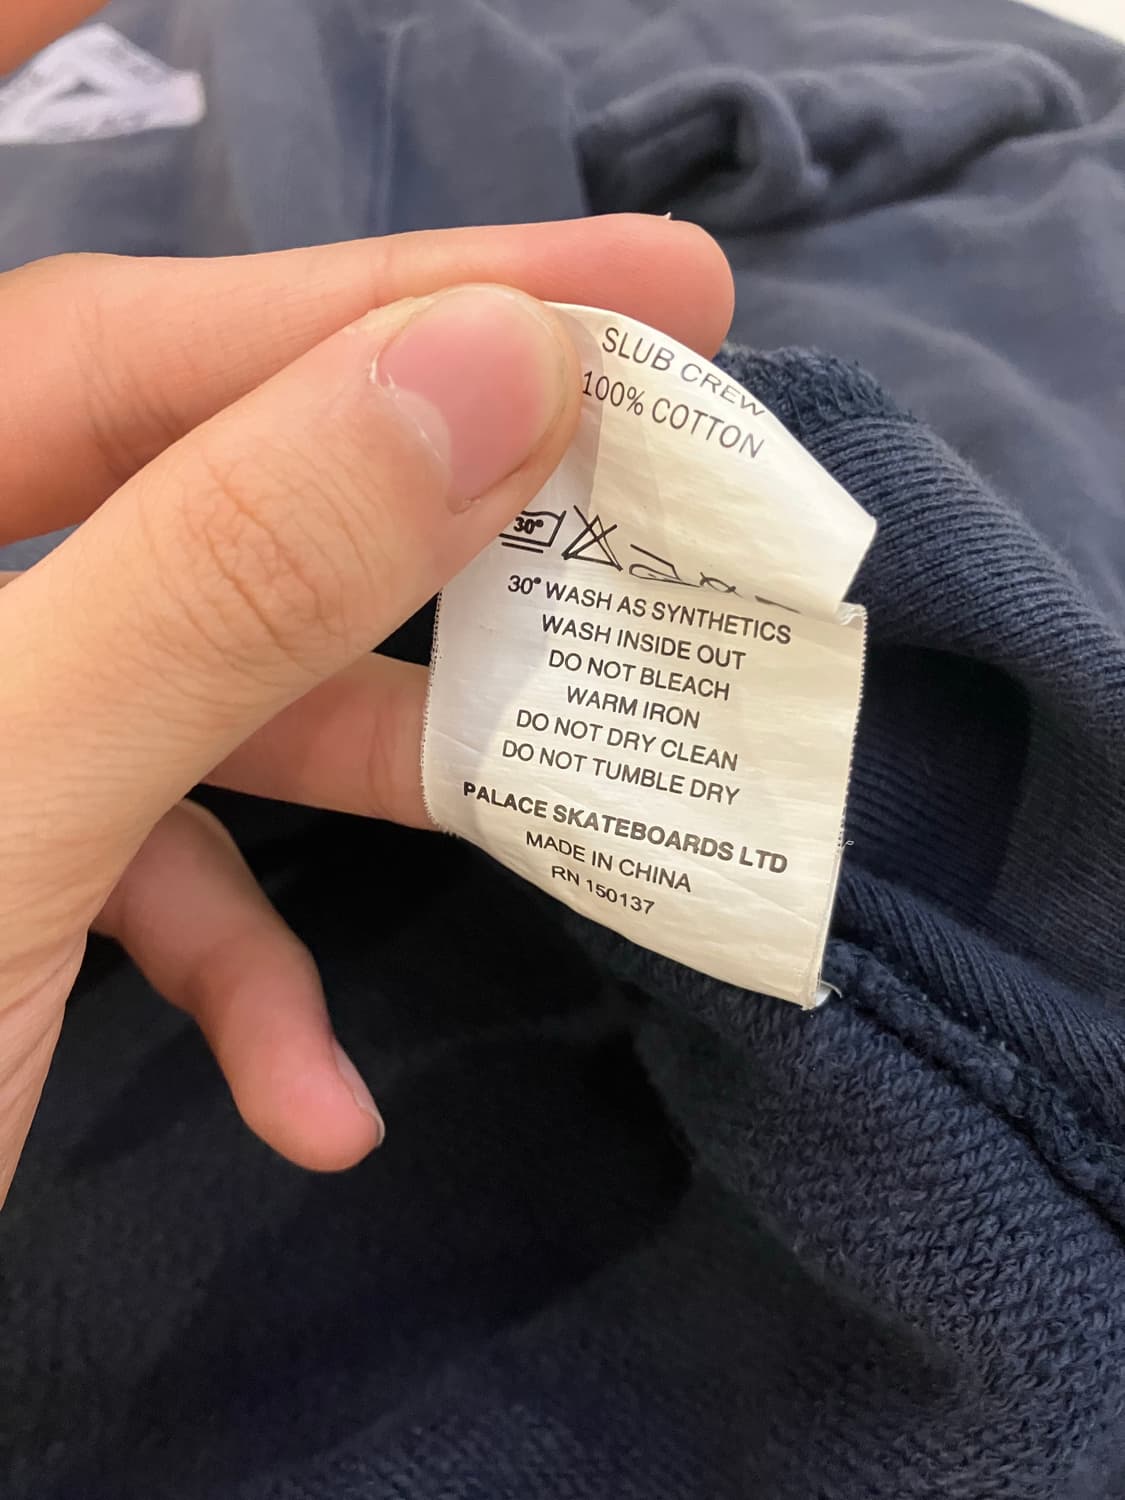 SLUB CREW
100% COTTON
30°
30° WASH AS SYNTHETICS
WASH INSIDE OUT
DO NOT BLEACH
WARM IRON
DO NOT DRY CLEAN
DO NOT TUMBLE DRY
PALACE SKATEBOARDS LTD
MADE IN CHINA
RN 150137